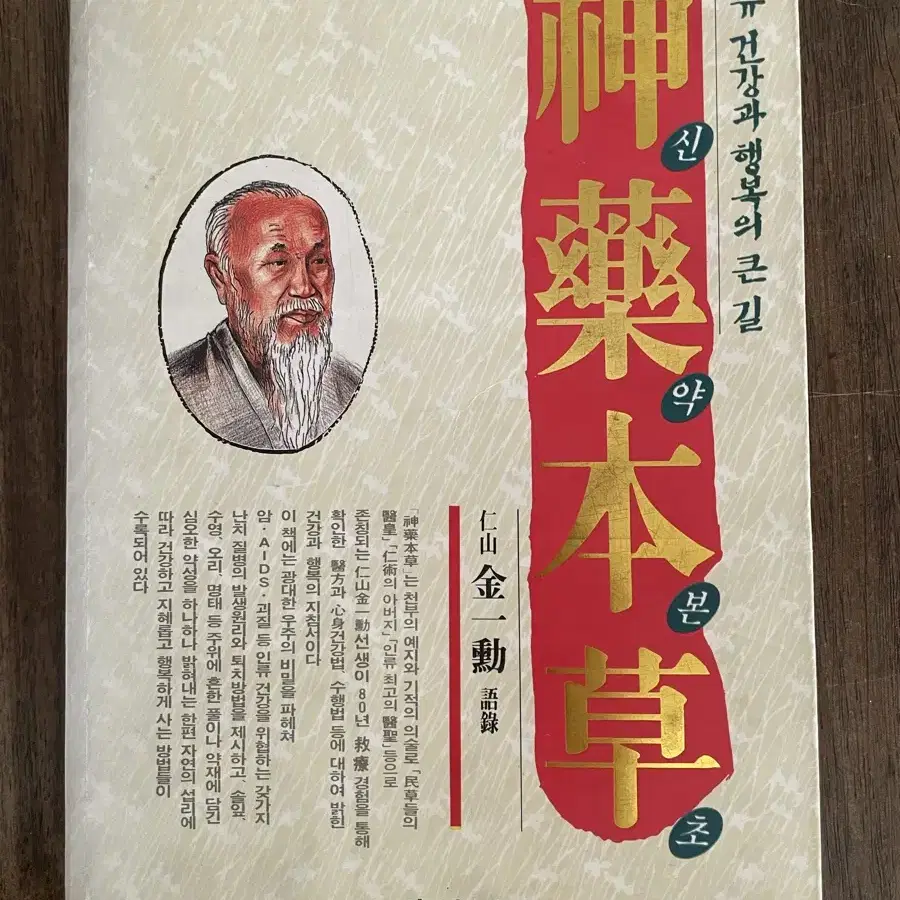 건강과 행복의 큰 길
神藥本草
신약본초
仁山 金一勳 語錄
「神藥本草」는 천부의 예지와 기적의 의술로「民草들의
醫皇」「仁術의 아버지」「인류 최고의 醫聖」등으로
존칭되는 仁山金一勳선생이 80년 救療 경험을 통해
확인한 醫方과 心身건강법, 수행법 등에 대하여 밝힌
건강과 행복의 지침서이다
이 책에는 광대한 우주의 비밀을 파헤쳐
암·AIDS·괴질 등 인류 건강을 위협하는 갖가지
난치 질병의 발생원리와 퇴치방법을 제시하고, 솔잎,
수영, 오리, 명태 등 주위에 흔한 풀이나 약재에 담긴
심오한 약성을 하나하나 밝혀내는 한편 자연의 섭리에
따라 건강하고 지혜롭고 행복하게 사는 방법들이
수록되어 있다